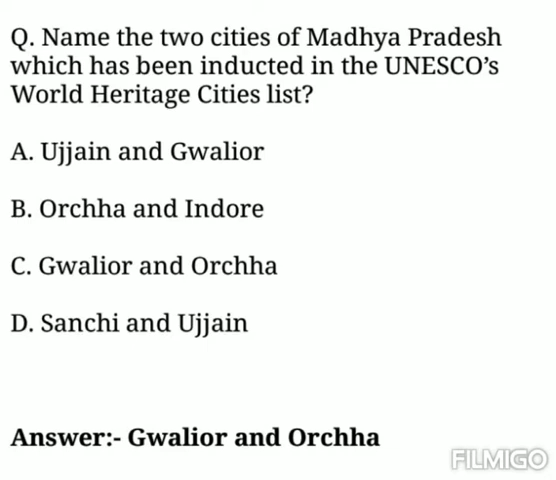 Q. Name the two cities of Madhya Pradesh
which has been inducted in the UNESCO’s
World Heritage Cities list?
A. Ujjain and Gwalior
B. Orchha and Indore
C. Gwalior and Orchha
D. Sanchi and Ujjain
Answer:- Gwalior and Orchha
FILMIGO